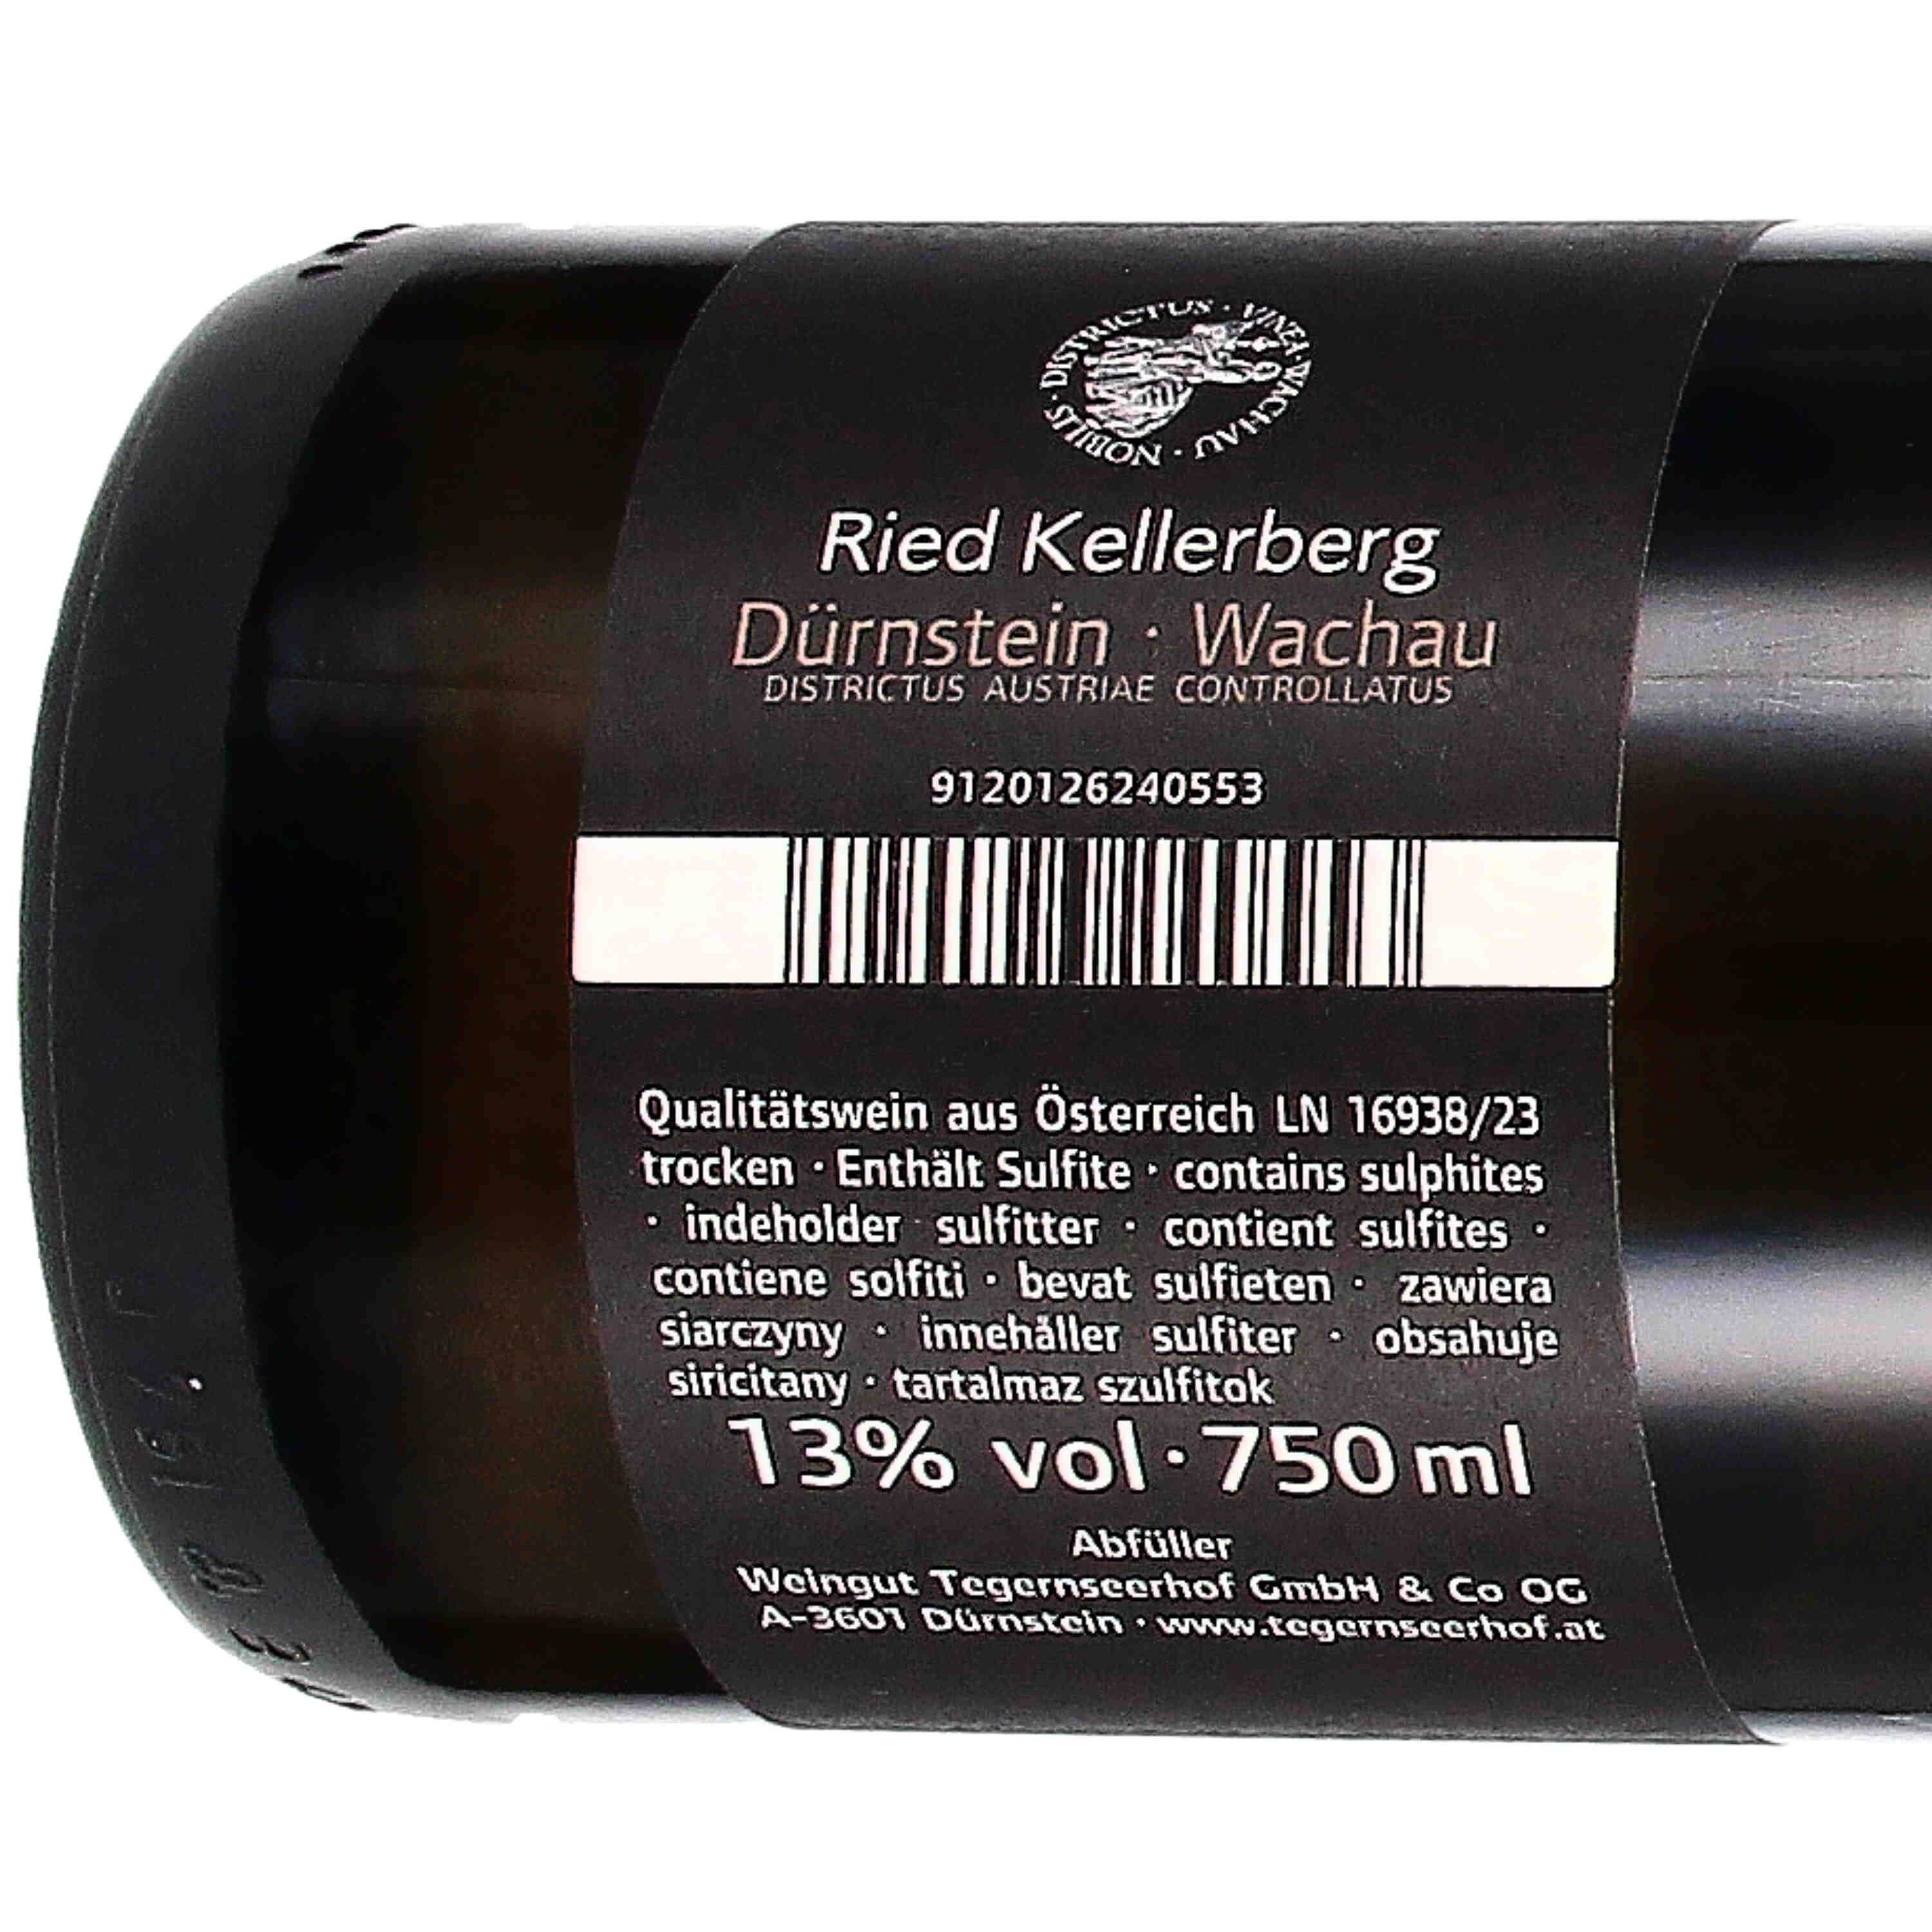 DISTRICTUS · VINEA · WACHAU · NOBILIS ·
Ried Kellerberg
Dürnstein · Wachau
DISTRICTUS AUSTRIAE CONTROLLATUS
9120126240553
Qualitätswein aus Österreich LN 16938/23
trocken · Enthält Sulfite · contains sulphites
· indeholder sulfitter · contient sulfites ·
contiene solfiti · bevat sulfieten · zawiera
siarczyny · innehåller sulfiter · obsahuje
siricitany · tartalmaz szulfitok
13% vol · 750 ml
Abfüller
Weingut Tegernseerhof GmbH & Co OG
A-3601 Dürnstein · www.tegernseerhof.at